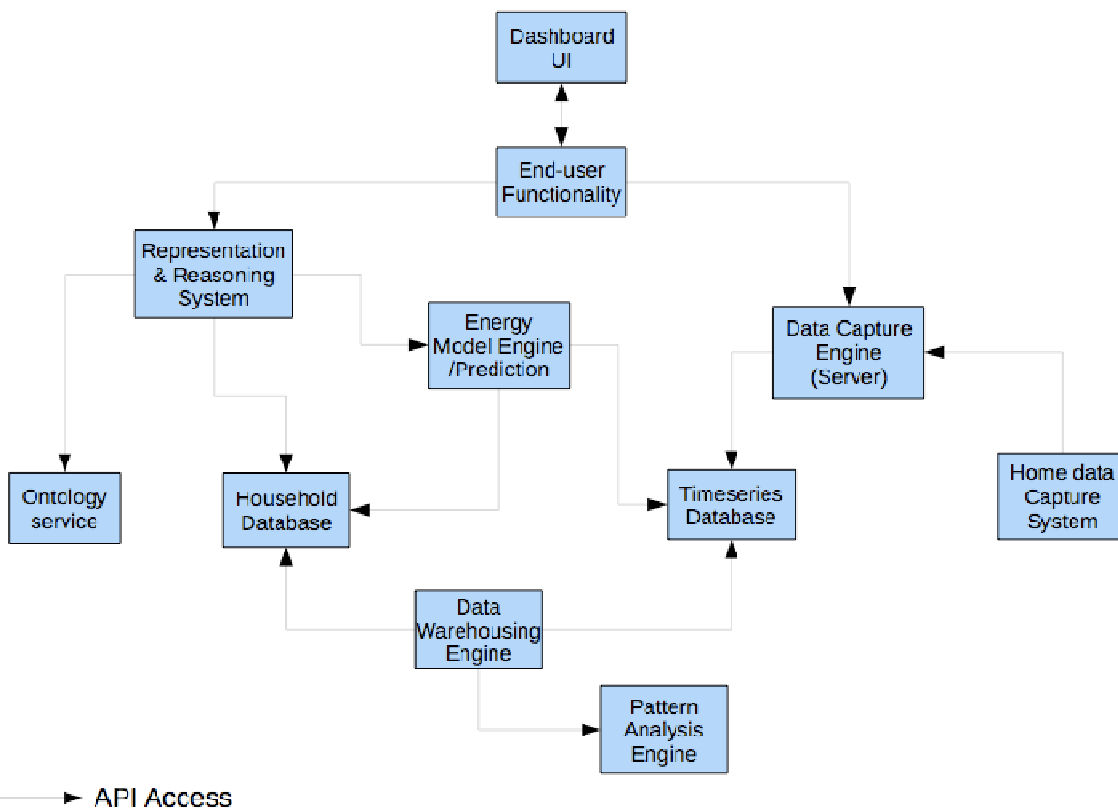 Dashboard
UI
End-user
Functionality
Representation
& Reasoning
System
Energy
Model Engine
/Prediction
Data Capture
Engine
(Server)
Ontology
service
Household
Database
Timeseries
Database
Home data
Capture
System
Data
Warehousing
Engine
Pattern
Analysis
Engine
API Access